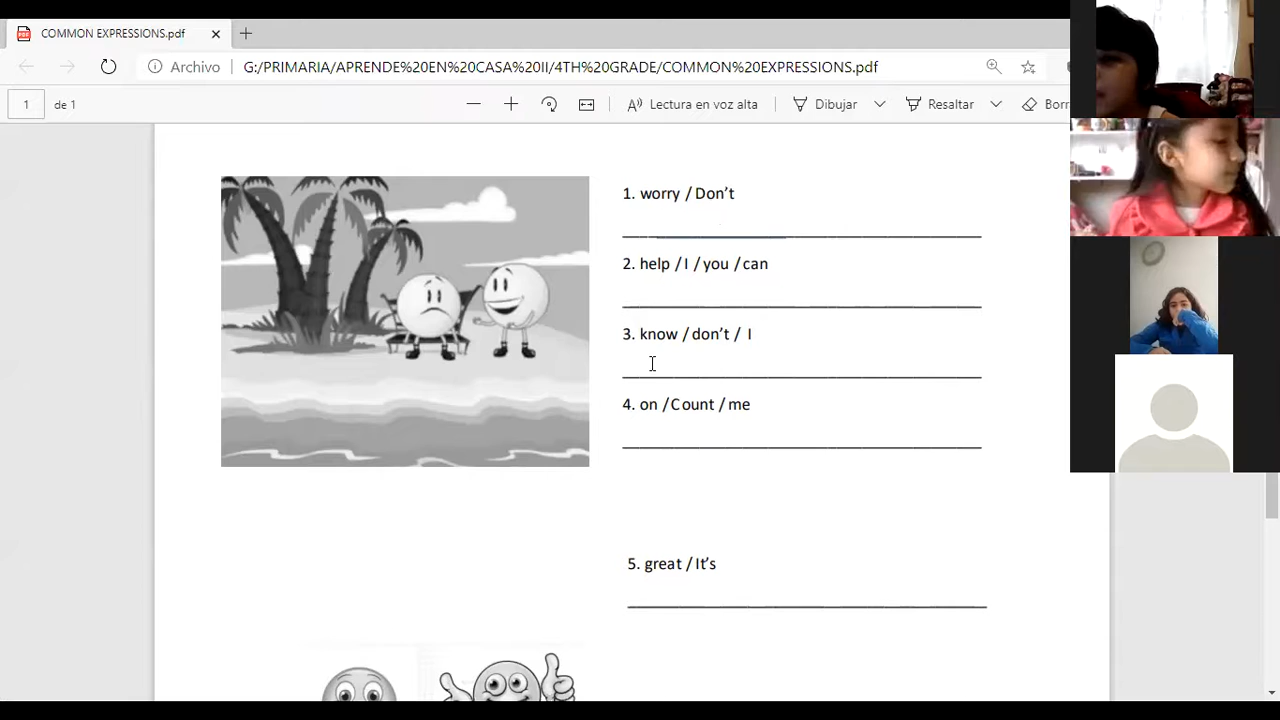 COMMON EXPRESSIONS.pdf
Archivo G:/PRIMARIA/APRENDE%20EN%20CASA%20II/4TH%20GRADE/COMMON%20EXPRESSIONS.pdf
1 de 1 Lectura en voz alta Dibujar Resaltar Borr
1. worry / Don't
2. help / I / you / can
3. know / don't / I
4. on / Count / me
5. great / It's